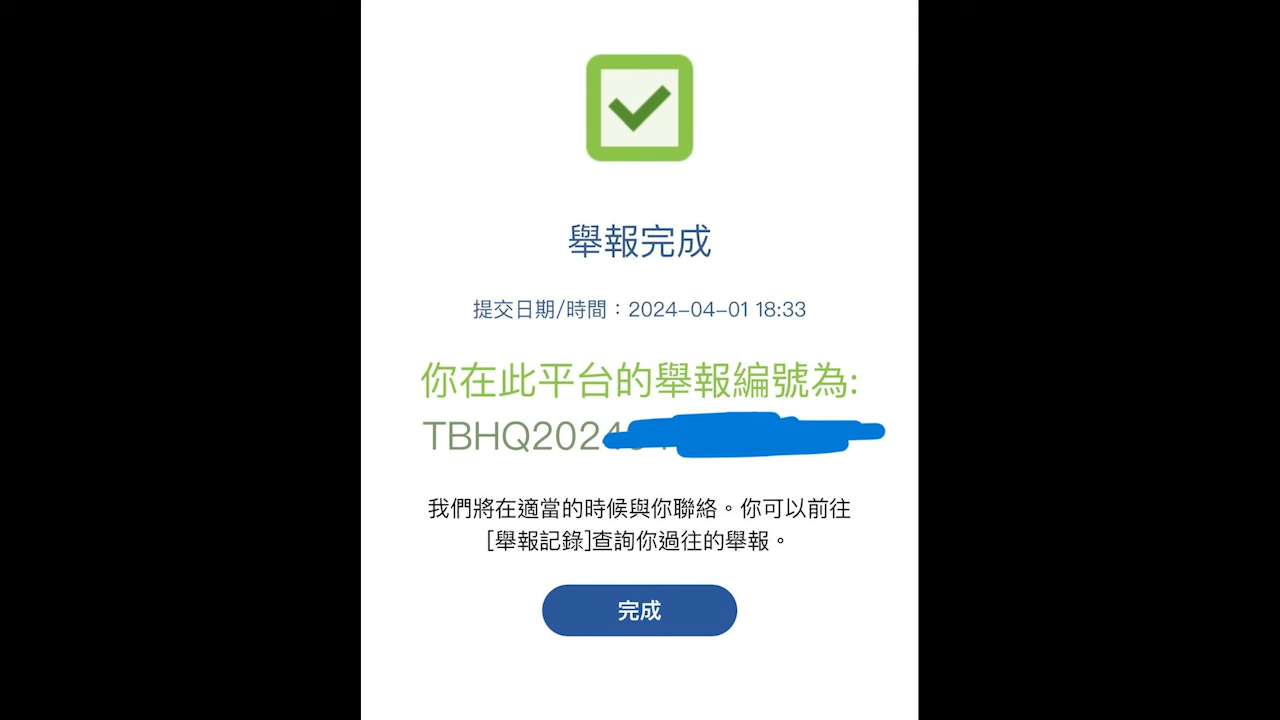 舉報完成
提交日期/時間：2024-04-01 18:33
你在此平台的舉報編號為:
TBHQ2024
我們將在適當的時候與你聯絡。你可以前往
[舉報記錄]查詢你過往的舉報。
完成